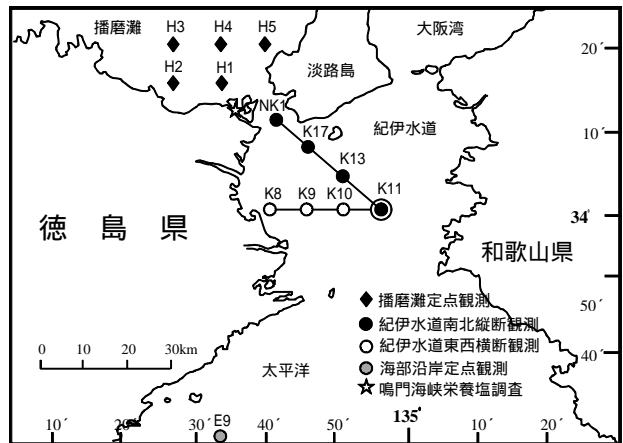 播磨灘
H3
H4
H5
大阪湾
20′
H2
H1
淡路島
NK1
紀伊水道
10′
K17
K13
K8
K9
K10
K11
34°
徳島県
和歌山県
◆播磨灘定点観測
●紀伊水道南北縦断観測
○紀伊水道東西横断観測
海部沿岸定点観測
☆鳴門海峡栄養塩調査
50′
40′
0 10 20 30km
太平洋
E9
10′ 20′ 30′ 40′ 50′ 135° 10′ 20′